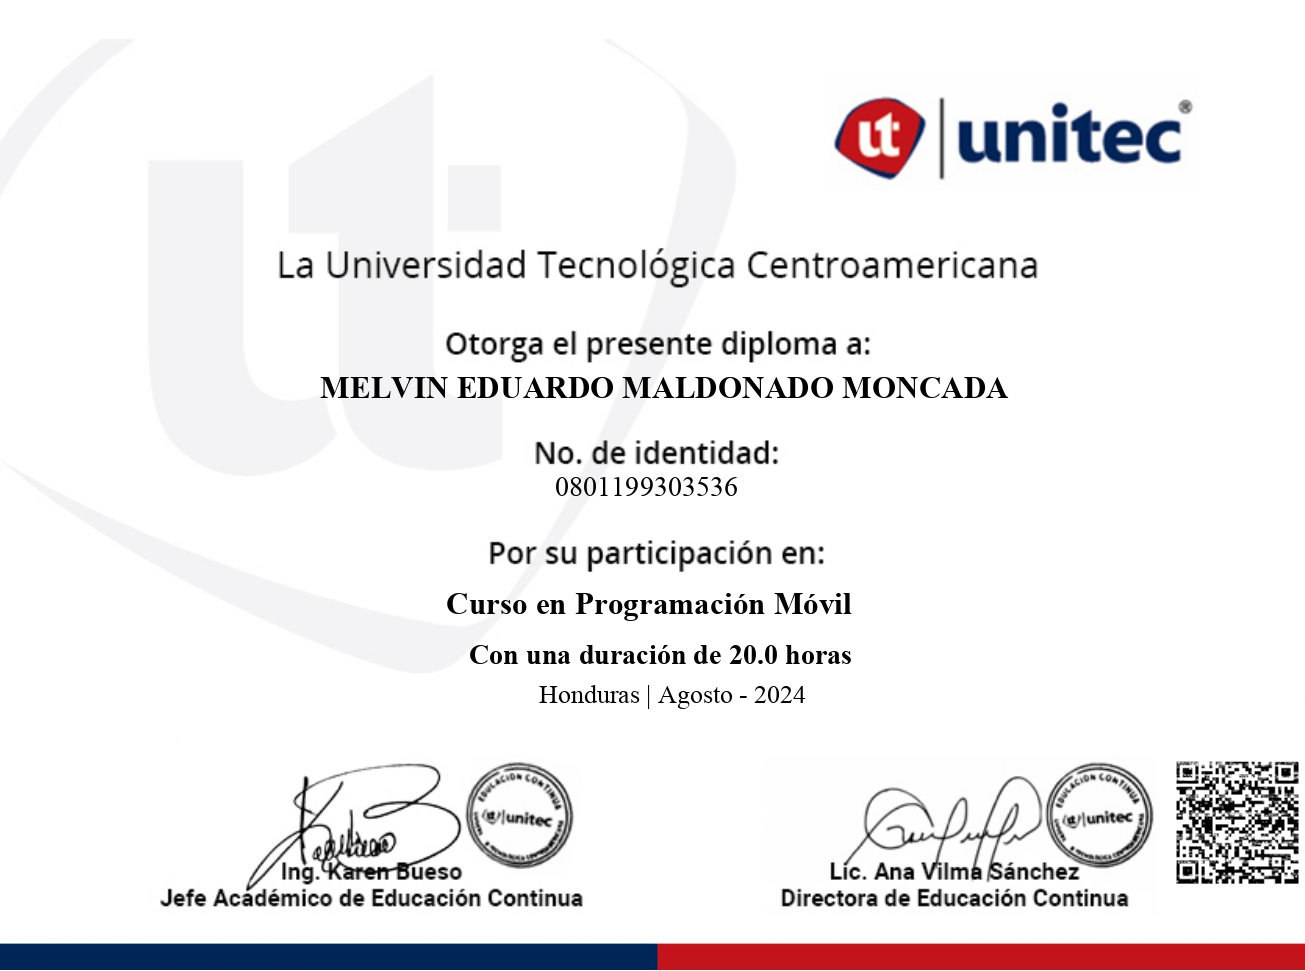 ut unitec®
La Universidad Tecnológica Centroamericana
Otorga el presente diploma a:
MELVIN EDUARDO MALDONADO MONCADA
No. de identidad:
0801199303536
Por su participación en:
Curso en Programación Móvil
Con una duración de 20.0 horas
Honduras | Agosto - 2024
EDUCACIÓN CONTINUA
ut unitec
Ing. Karen Bueso
Jefe Académico de Educación Continua
EDUCACIÓN CONTINUA
ut unitec
Lic. Ana Vilma Sánchez
Directora de Educación Continua